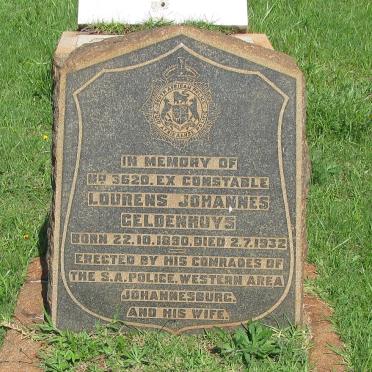 IN MEMORY OF
No 3620. EX CONSTABLE
LOURENS JOHANNES
GELDENHUYS
BORN 22.10.1890. DIED 2.7.1932
ERECTED BY HIS COMRADES OF
THE S.A. POLICE. WESTERN AREA
JOHANNESBURG.
AND HIS WIFE.